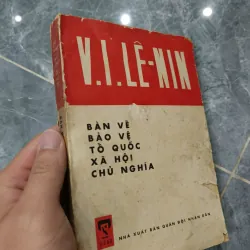 V.I.LÊ-NIN
BÀN VỀ
BẢO VỆ
TỔ QUỐC
XÃ HỘI
CHỦ NGHĨA
NHÀ XUẤT BẢN QUÂN ĐỘI NHÂN DÂN